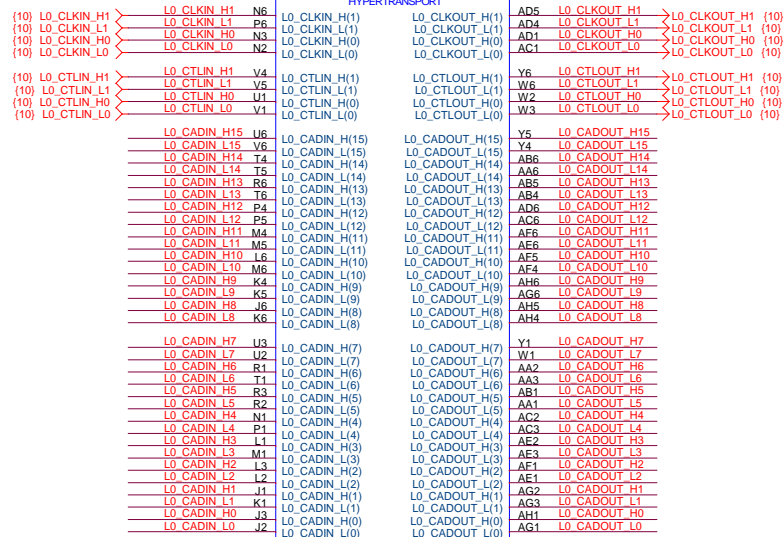 HYPERTRANSPORT
{10} L0_CLKIN_H1 L0_CLKIN_H1 N6 L0_CLKIN_H(1) L0_CLKOUT_H(1) AD5 L0_CLKOUT_H1 L0_CLKOUT_H1 {10}
{10} L0_CLKIN_L1 L0_CLKIN_L1 P6 L0_CLKIN_L(1) L0_CLKOUT_L(1) AD4 L0_CLKOUT_L1 L0_CLKOUT_L1 {10}
{10} L0_CLKIN_H0 L0_CLKIN_H0 N3 L0_CLKIN_H(0) L0_CLKOUT_H(0) AD1 L0_CLKOUT_H0 L0_CLKOUT_H0 {10}
{10} L0_CLKIN_L0 L0_CLKIN_L0 N2 L0_CLKIN_L(0) L0_CLKOUT_L(0) AC1 L0_CLKOUT_L0 L0_CLKOUT_L0 {10}
{10} L0_CTLIN_H1 L0_CTLIN_H1 V4 L0_CTLIN_H(1) L0_CTLOUT_H(1) Y6 L0_CTLOUT_H1 L0_CTLOUT_H1 {10}
{10} L0_CTLIN_L1 L0_CTLIN_L1 V5 L0_CTLIN_L(1) L0_CTLOUT_L(1) W6 L0_CTLOUT_L1 L0_CTLOUT_L1 {10}
{10} L0_CTLIN_H0 L0_CTLIN_H0 U1 L0_CTLIN_H(0) L0_CTLOUT_H(0) W2 L0_CTLOUT_H0 L0_CTLOUT_H0 {10}
{10} L0_CTLIN_L0 L0_CTLIN_L0 V1 L0_CTLIN_L(0) L0_CTLOUT_L(0) W3 L0_CTLOUT_L0 L0_CTLOUT_L0 {10}
L0_CADIN_H15 U6 L0_CADIN_H(15) L0_CADOUT_H(15) Y5 L0_CADOUT_H15
L0_CADIN_L15 V6 L0_CADIN_L(15) L0_CADOUT_L(15) Y4 L0_CADOUT_L15
L0_CADIN_H14 T4 L0_CADIN_H(14) L0_CADOUT_H(14) AB6 L0_CADOUT_H14
L0_CADIN_L14 T5 L0_CADIN_L(14) L0_CADOUT_L(14) AA6 L0_CADOUT_L14
L0_CADIN_H13 R6 L0_CADIN_H(13) L0_CADOUT_H(13) AB5 L0_CADOUT_H13
L0_CADIN_L13 T6 L0_CADIN_L(13) L0_CADOUT_L(13) AB4 L0_CADOUT_L13
L0_CADIN_H12 P4 L0_CADIN_H(12) L0_CADOUT_H(12) AD6 L0_CADOUT_H12
L0_CADIN_L12 P5 L0_CADIN_L(12) L0_CADOUT_L(12) AC6 L0_CADOUT_L12
L0_CADIN_H11 M4 L0_CADIN_H(11) L0_CADOUT_H(11) AF6 L0_CADOUT_H11
L0_CADIN_L11 M5 L0_CADIN_L(11) L0_CADOUT_L(11) AE6 L0_CADOUT_L11
L0_CADIN_H10 L6 L0_CADIN_H(10) L0_CADOUT_H(10) AF5 L0_CADOUT_H10
L0_CADIN_L10 M6 L0_CADIN_L(10) L0_CADOUT_L(10) AF4 L0_CADOUT_L10
L0_CADIN_H9 K4 L0_CADIN_H(9) L0_CADOUT_H(9) AH6 L0_CADOUT_H9
L0_CADIN_L9 K5 L0_CADIN_L(9) L0_CADOUT_L(9) AG6 L0_CADOUT_L9
L0_CADIN_H8 J6 L0_CADIN_H(8) L0_CADOUT_H(8) AH5 L0_CADOUT_H8
L0_CADIN_L8 K6 L0_CADIN_L(8) L0_CADOUT_L(8) AH4 L0_CADOUT_L8
L0_CADIN_H7 U3 L0_CADIN_H(7) L0_CADOUT_H(7) Y1 L0_CADOUT_H7
L0_CADIN_L7 U2 L0_CADIN_L(7) L0_CADOUT_L(7) W1 L0_CADOUT_L7
L0_CADIN_H6 R1 L0_CADIN_H(6) L0_CADOUT_H(6) AA2 L0_CADOUT_H6
L0_CADIN_L6 T1 L0_CADIN_L(6) L0_CADOUT_L(6) AA3 L0_CADOUT_L6
L0_CADIN_H5 R3 L0_CADIN_H(5) L0_CADOUT_H(5) AB1 L0_CADOUT_H5
L0_CADIN_L5 R2 L0_CADIN_L(5) L0_CADOUT_L(5) AA1 L0_CADOUT_L5
L0_CADIN_H4 N1 L0_CADIN_H(4) L0_CADOUT_H(4) AC2 L0_CADOUT_H4
L0_CADIN_L4 P1 L0_CADIN_L(4) L0_CADOUT_L(4) AC3 L0_CADOUT_L4
L0_CADIN_H3 L1 L0_CADIN_H(3) L0_CADOUT_H(3) AE2 L0_CADOUT_H3
L0_CADIN_L3 M1 L0_CADIN_L(3) L0_CADOUT_L(3) AE3 L0_CADOUT_L3
L0_CADIN_H2 L3 L0_CADIN_H(2) L0_CADOUT_H(2) AF1 L0_CADOUT_H2
L0_CADIN_L2 L2 L0_CADIN_L(2) L0_CADOUT_L(2) AE1 L0_CADOUT_L2
L0_CADIN_H1 J1 L0_CADIN_H(1) L0_CADOUT_H(1) AG2 L0_CADOUT_H1
L0_CADIN_L1 K1 L0_CADIN_L(1) L0_CADOUT_L(1) AG3 L0_CADOUT_L1
L0_CADIN_H0 J3 L0_CADIN_H(0) L0_CADOUT_H(0) AH1 L0_CADOUT_H0
L0_CADIN_L0 J2 L0_CADIN_L(0) L0_CADOUT_L(0) AG1 L0_CADOUT_L0